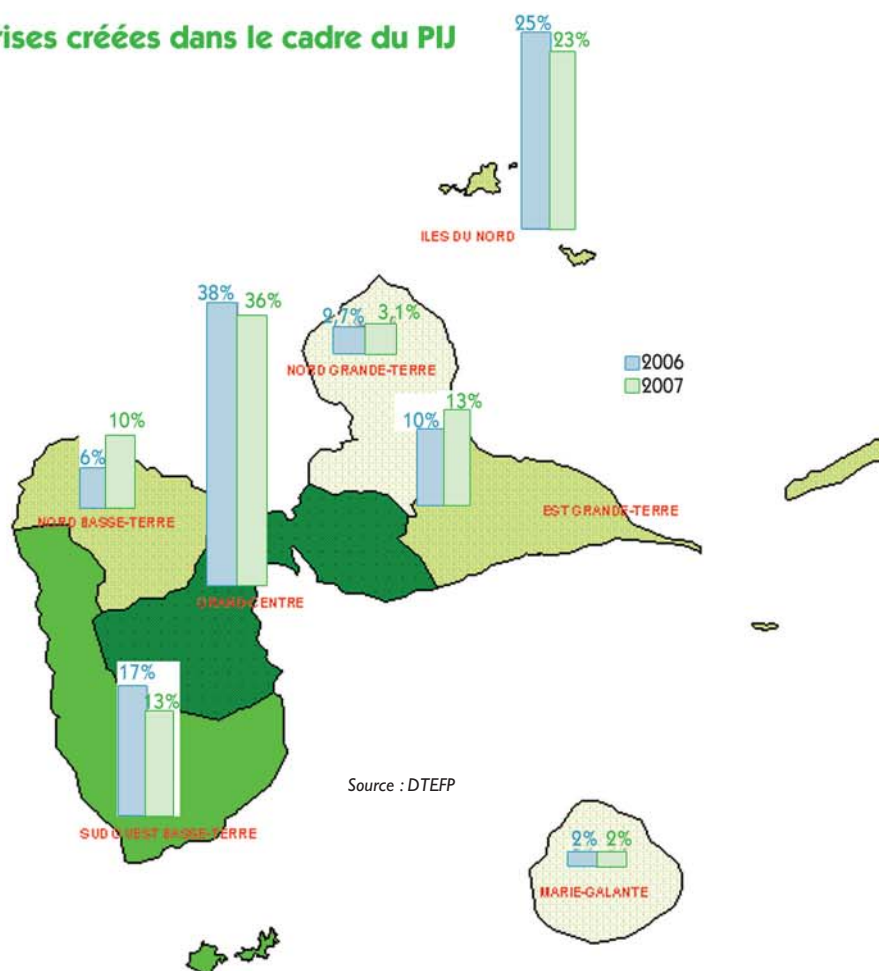 rises créées dans le cadre du PIJ
25%
23%
ILES DU NORD
38%
36%
2,7%
3,1%
NORD GRANDE-TERRE
2006
2007
10%
13%
6%
10%
NORD BASSE-TERRE
EST GRANDE-TERRE
GRAND-CENTRE
17%
13%
Source : DTEFP
SUD OUEST BASSE-TERRE
2%
2%
MARIE-GALANTE